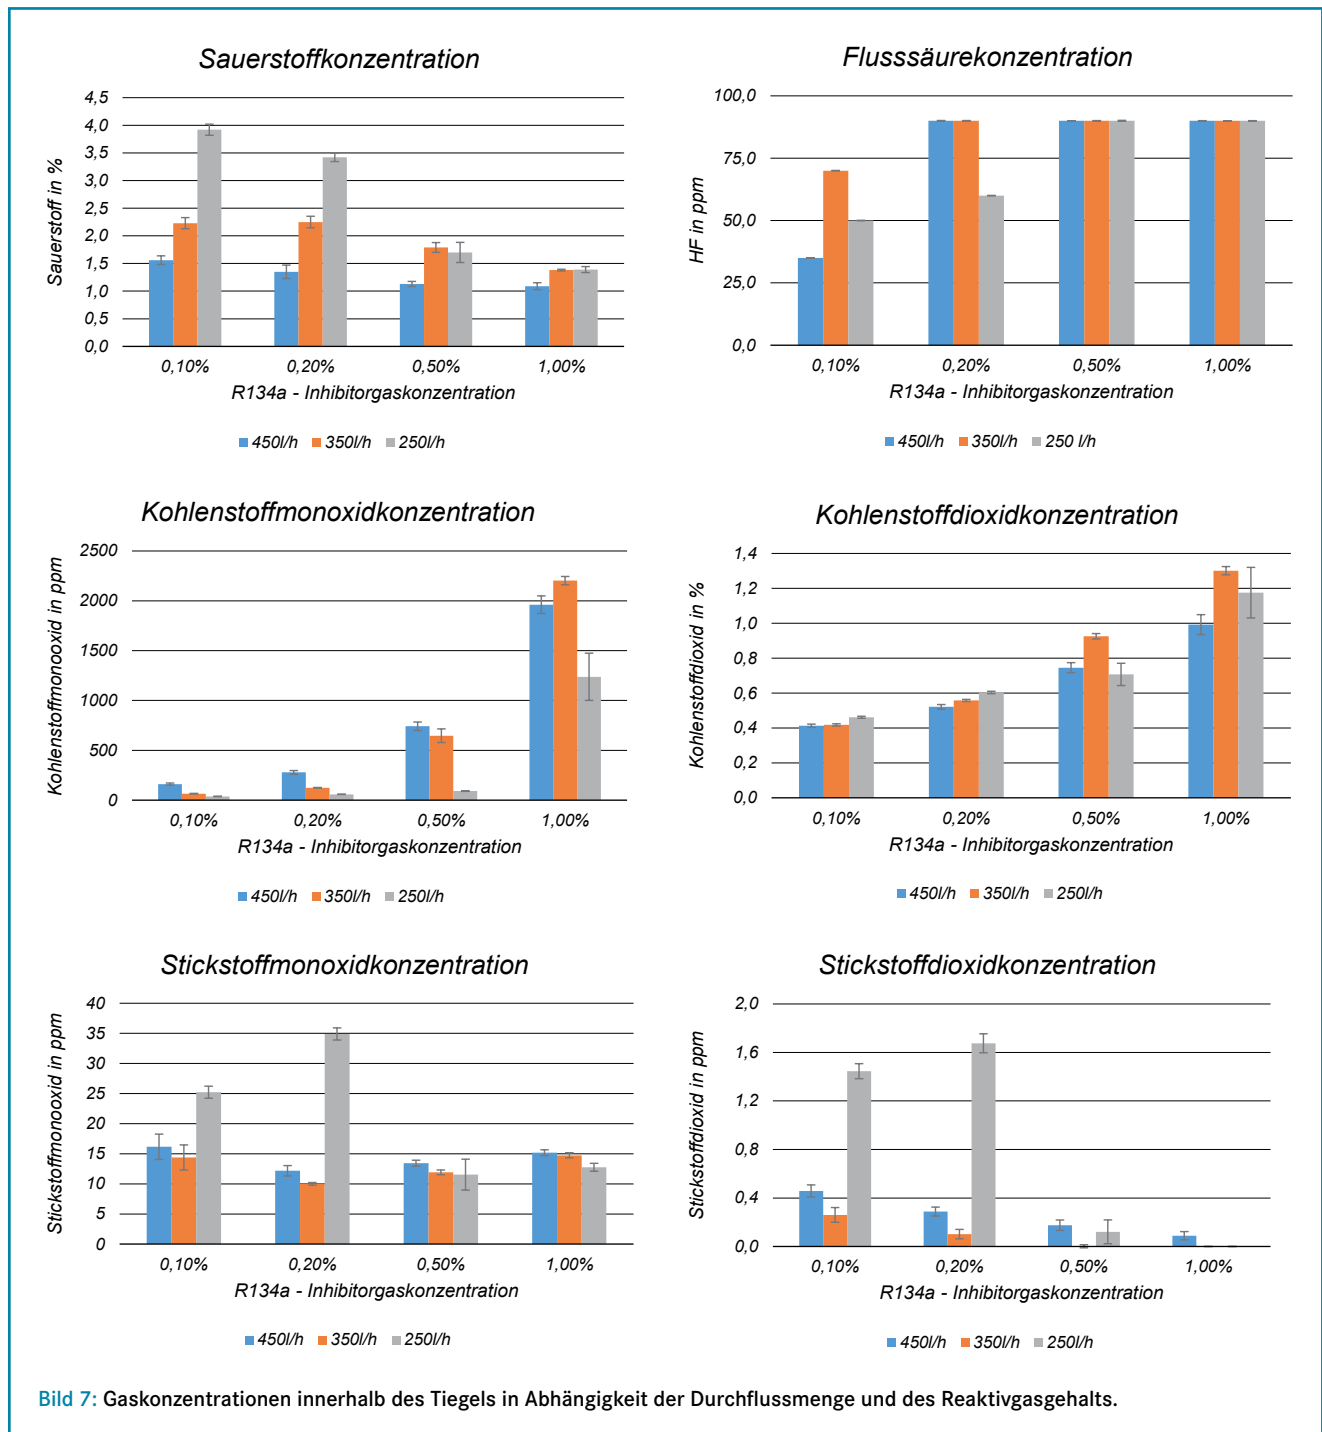 Sauerstoffkonzentration
Sauerstoff in %
4,5
4,0
3,5
3,0
2,5
2,0
1,5
1,0
0,5
0,0
0,10% 0,20% 0,50% 1,00%
R134a - Inhibitorgaskonzentration
450l/h 350l/h 250l/h
Flusssäurekonzentration
HF in ppm
100,0
75,0
50,0
25,0
0,0
0,10% 0,20% 0,50% 1,00%
R134a - Inhibitorgaskonzentration
450l/h 350l/h 250 l/h
Kohlenstoffmonoxidkonzentration
Kohlenstoffmonooxid in ppm
2500
2000
1500
1000
500
0
0,10% 0,20% 0,50% 1,00%
R134a - Inhibitorgaskonzentration
450l/h 350l/h 250l/h
Kohlenstoffdioxidkonzentration
Kohlenstoffdioxid in %
1,4
1,2
1,0
0,8
0,6
0,4
0,2
0,0
0,10% 0,20% 0,50% 1,00%
R134a - Inhibitorgaskonzentration
450l/h 350l/h 250l/h
Stickstoffmonoxidkonzentration
Stickstoffmonooxid in ppm
40
35
30
25
20
15
10
5
0
0,10% 0,20% 0,50% 1,00%
R134a - Inhibitorgaskonzentration
450l/h 350l/h 250l/h
Stickstoffdioxidkonzentration
Stickstoffdioxid in ppm
2,0
1,6
1,2
0,8
0,4
0,0
0,10% 0,20% 0,50% 1,00%
R134a - Inhibitorgaskonzentration
450l/h 350l/h 250l/h
Bild 7: Gaskonzentrationen innerhalb des Tiegels in Abhängigkeit der Durchflussmenge und des Reaktivgasgehalts.